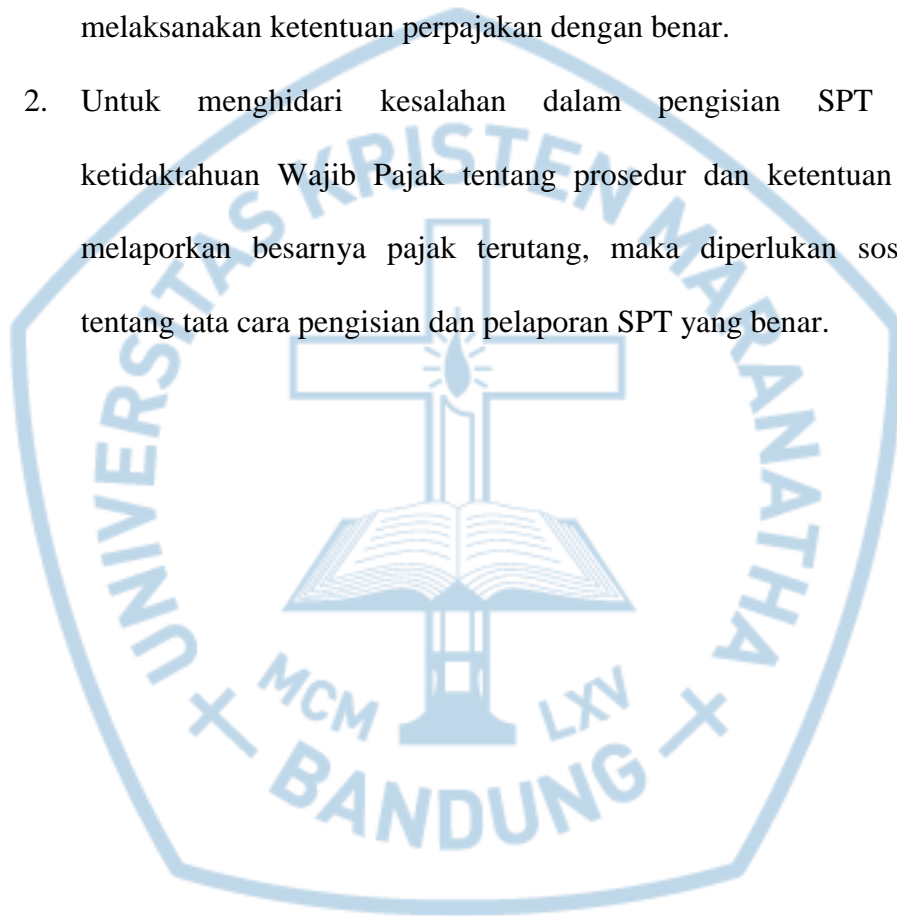 melaksanakan ketentuan perpajakan dengan benar.
2. Untuk menghidari kesalahan dalam pengisian SPT
ketidaktahuan Wajib Pajak tentang prosedur dan ketentuan
melaporkan besarnya pajak terutang, maka diperlukan sos
tentang tata cara pengisian dan pelaporan SPT yang benar.
UNIVERSITAS KRISTEN MARANATHA
MCM LXV
BANDUNG